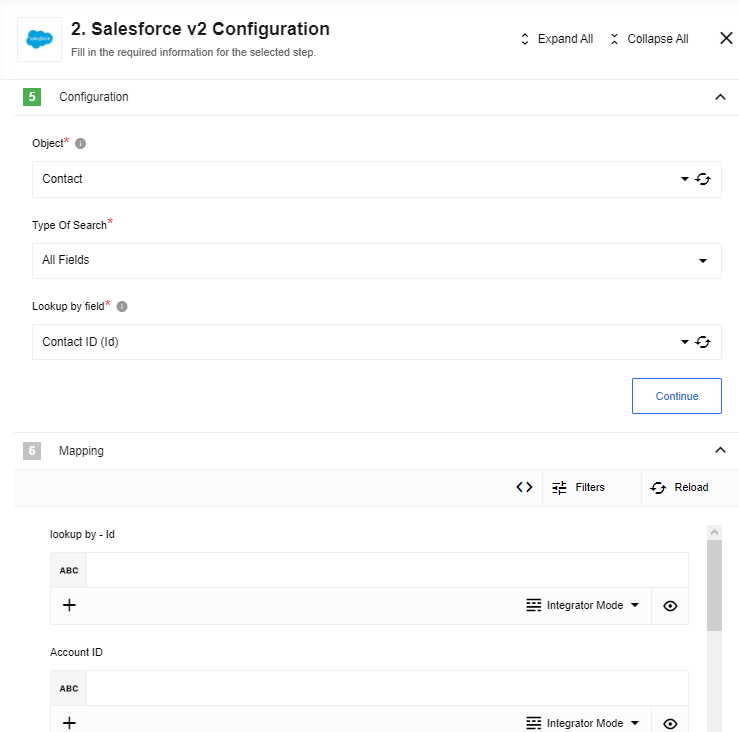 salesforce
2. Salesforce v2 Configuration
Fill in the required information for the selected step.
Expand All
Collapse All
5
Configuration
Object*
Contact
Type Of Search*
All Fields
Lookup by field*
Contact ID (Id)
Continue
6
Mapping
Filters
Reload
lookup by - Id
ABC
Integrator Mode
Account ID
ABC
Integrator Mode